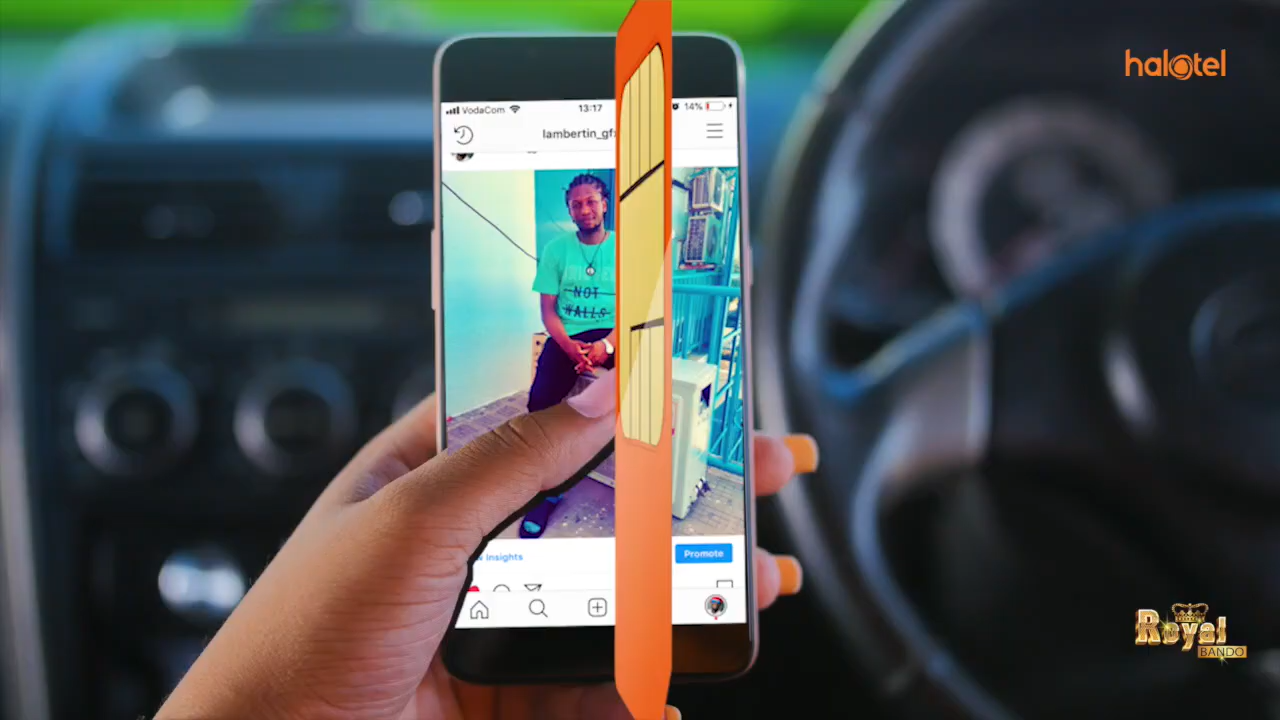 halotel
VodaCom
13:17
14%
lambertin_gf
NOT
WALLS
Insights
Promote
Royal
BANDO